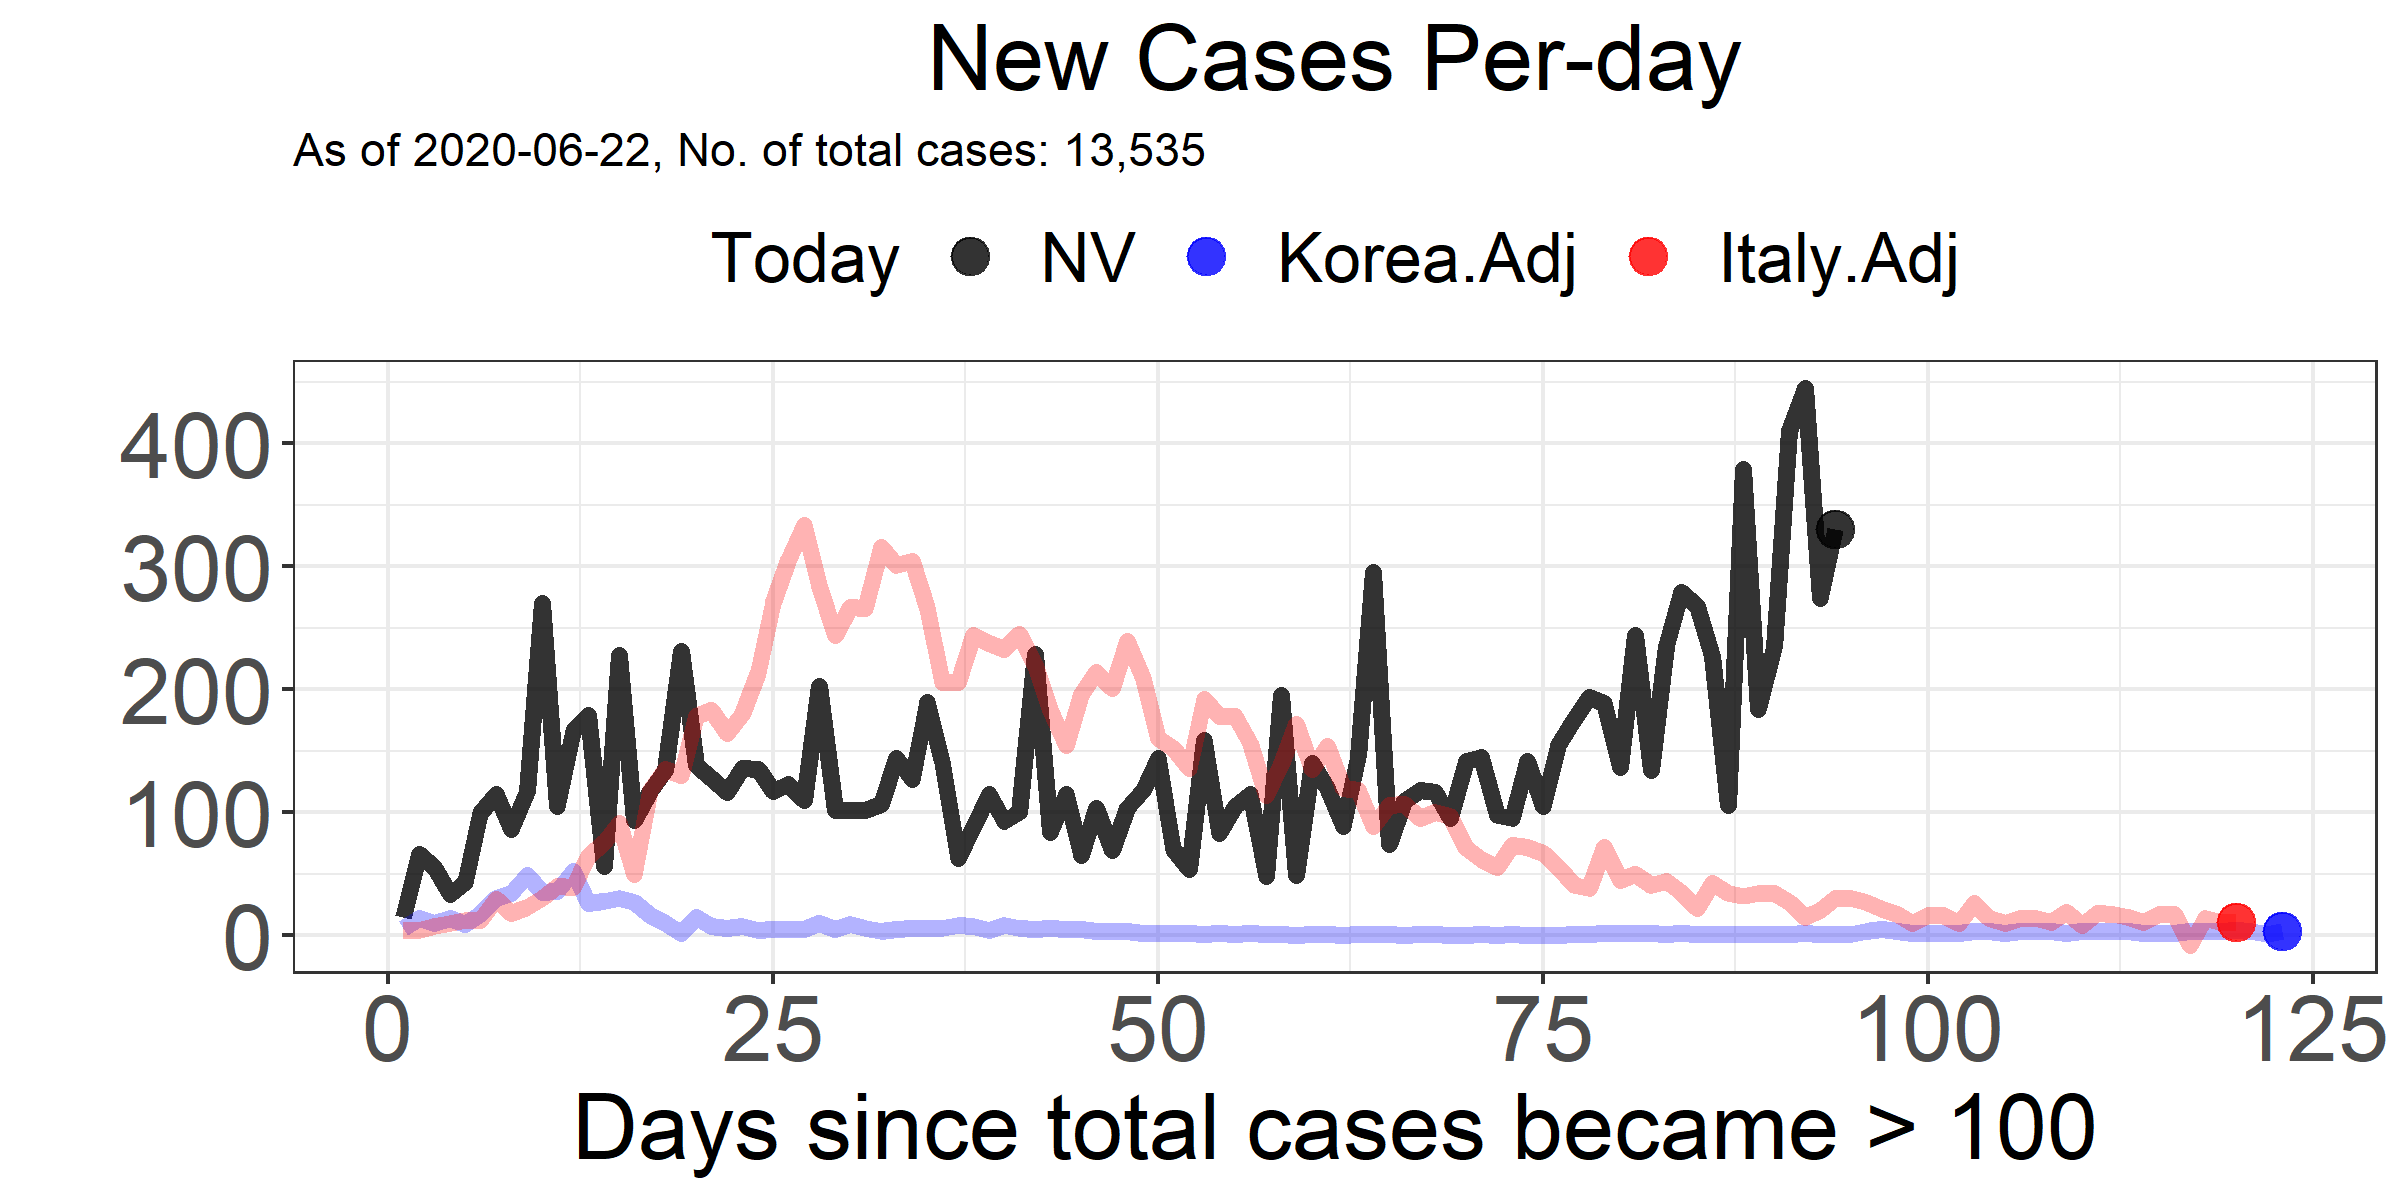 New Cases Per-day
As of 2020-06-22, No. of total cases: 13,535
Today NV Korea.Adj Italy.Adj
400
300
200
100
0
0 25 50 75 100 125
Days since total cases became > 100